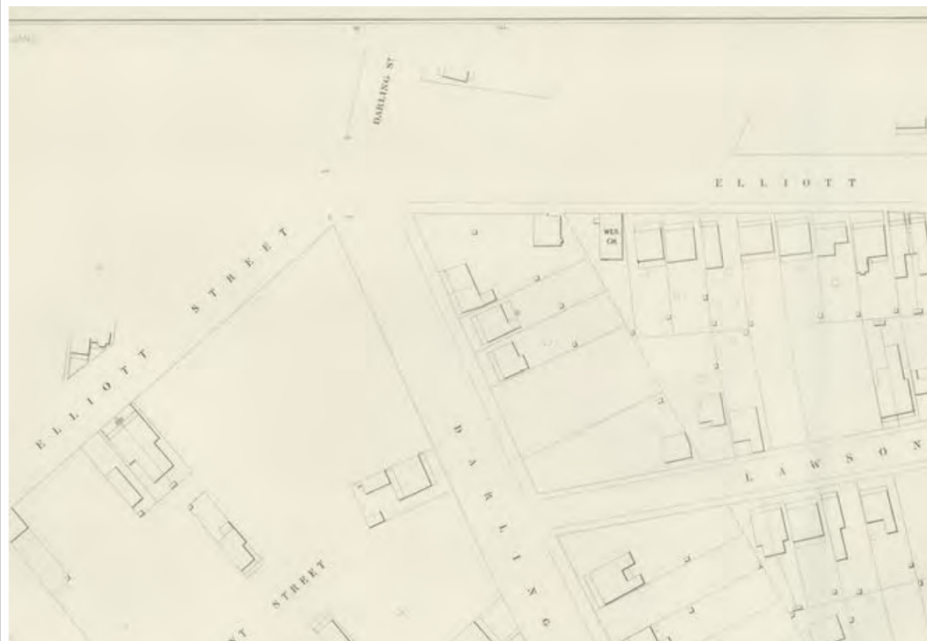 DARLING ST
ELLIOTT
ELLIOTT STREET
WES.
CH.
DARLING
LAWSON
STREET